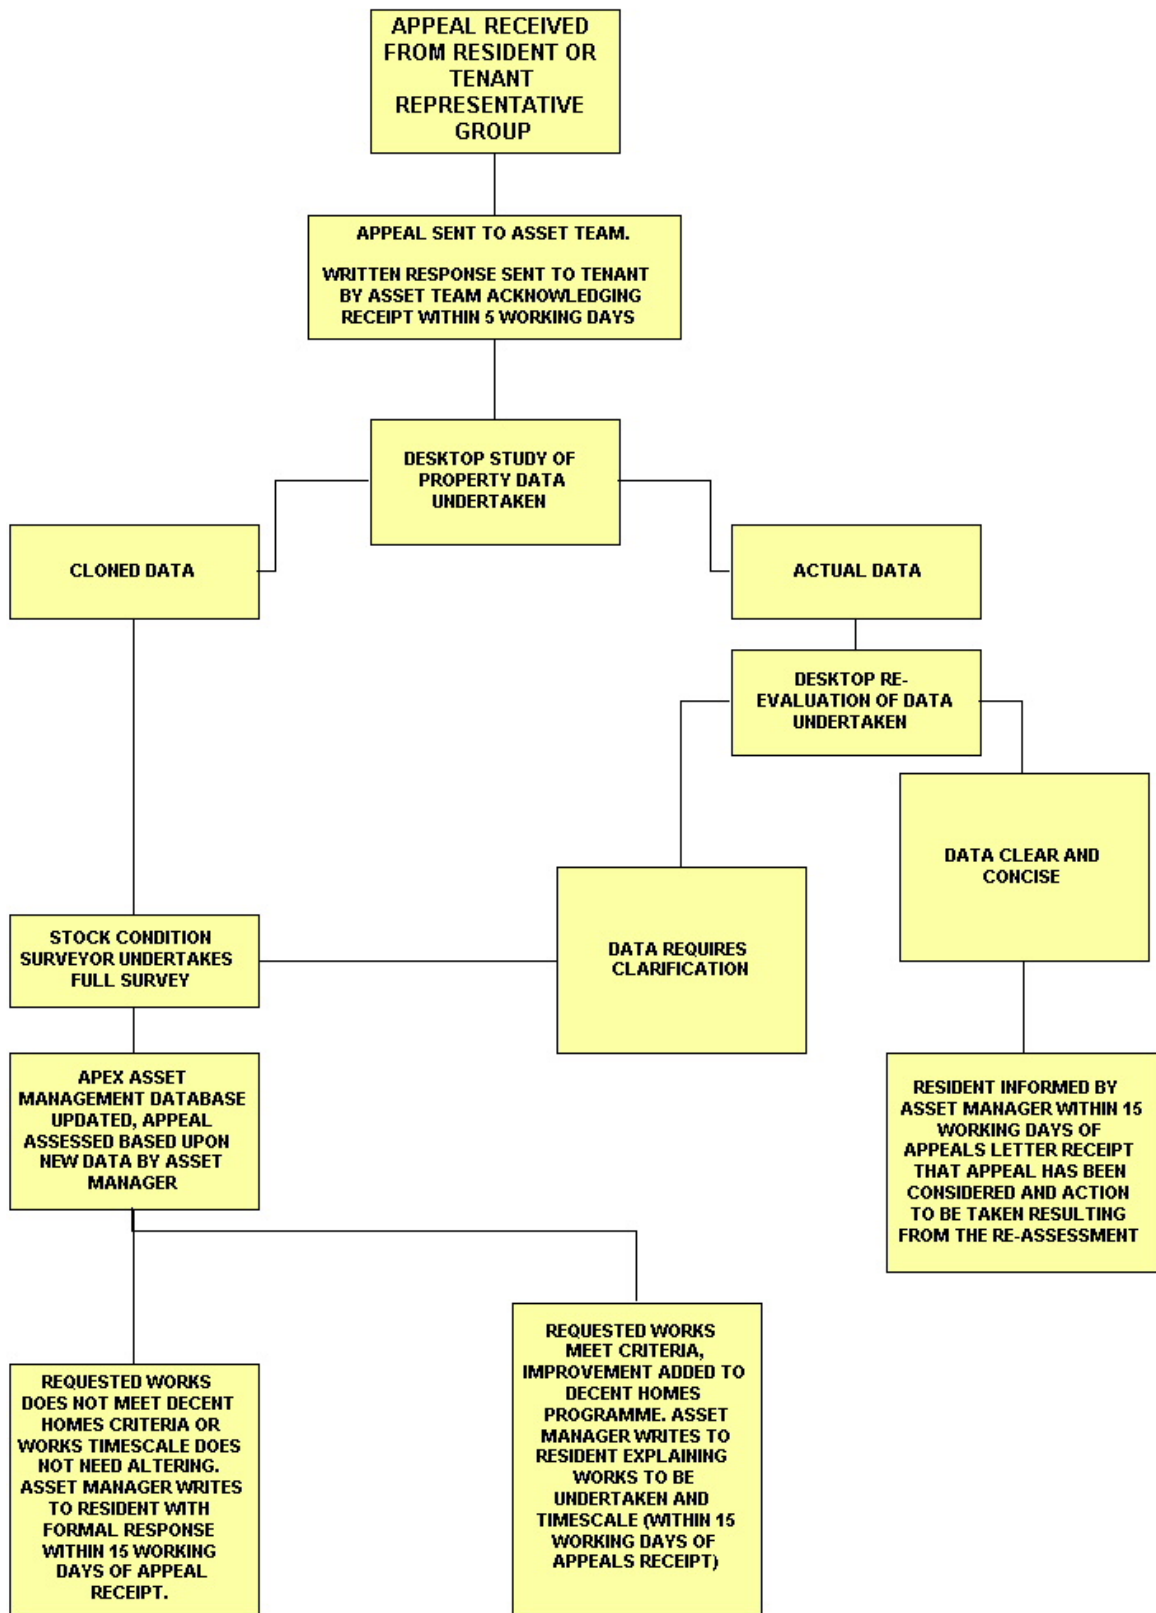 APPEAL RECEIVED
FROM RESIDENT OR
TENANT
REPRESENTATIVE
GROUP
APPEAL SENT TO ASSET TEAM.
WRITTEN RESPONSE SENT TO TENANT
BY ASSET TEAM ACKNOWLEDGING
RECEIPT WITHIN 5 WORKING DAYS
DESKTOP STUDY OF
PROPERTY DATA
UNDERTAKEN
CLONED DATA
ACTUAL DATA
DESKTOP RE-
EVALUATION OF DATA
UNDERTAKEN
DATA CLEAR AND
CONCISE
STOCK CONDITION
SURVEYOR UNDERTAKES
FULL SURVEY
DATA REQUIRES
CLARIFICATION
APEX ASSET
MANAGEMENT DATABASE
UPDATED, APPEAL
ASSESSED BASED UPON
NEW DATA BY ASSET
MANAGER
RESIDENT INFORMED BY
ASSET MANAGER WITHIN 15
WORKING DAYS OF
APPEALS LETTER RECEIPT
THAT APPEAL HAS BEEN
CONSIDERED AND ACTION
TO BE TAKEN RESULTING
FROM THE RE-ASSESSMENT
REQUESTED WORKS
DOES NOT MEET DECENT
HOMES CRITERIA OR
WORKS TIMESCALE DOES
NOT NEED ALTERING.
ASSET MANAGER WRITES
TO RESIDENT WITH
FORMAL RESPONSE
WITHIN 15 WORKING
DAYS OF APPEAL
RECEIPT.
REQUESTED WORKS
MEET CRITERIA,
IMPROVEMENT ADDED TO
DECENT HOMES
PROGRAMME. ASSET
MANAGER WRITES TO
RESIDENT EXPLAINING
WORKS TO BE
UNDERTAKEN AND
TIMESCALE (WITHIN 15
WORKING DAYS OF
APPEALS RECEIPT)